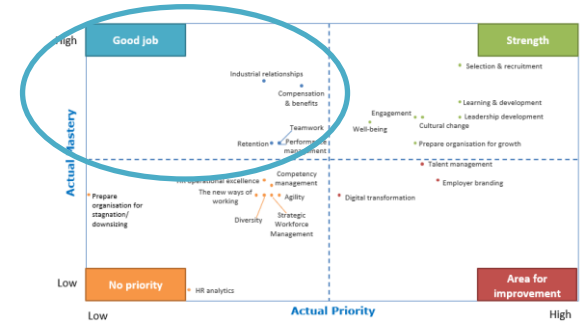 High
Good job
Strength
Industrial relationships
Selection & recruitment
Compensation
& benefits
Learning & development
Engagement
Leadership development
Well-being
Cultural change
Teamwork
Retention
Performance
management
Prepare organisation for growth
Actual Mastery
Talent management
operational excellence
Competency
management
Employer branding
Prepare
organisation for
stagnation/
downsizing
The new ways of
working
Agility
Digital transformation
Diversity
Strategic
Workforce
Management
Low
No priority
HR analytics
Area for
improvement
Low
Actual Priority
High